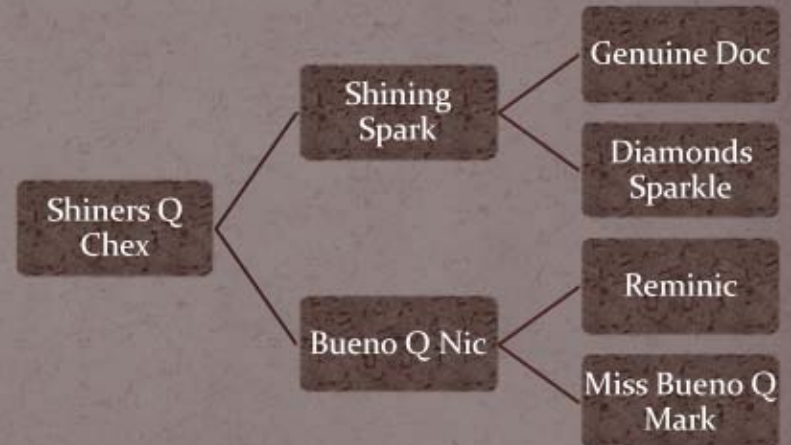 Shiners Q
Chex
Shining
Spark
Bueno Q Nic
Genuine Doc
Diamonds
Sparkle
Reminic
Miss Bueno Q
Mark